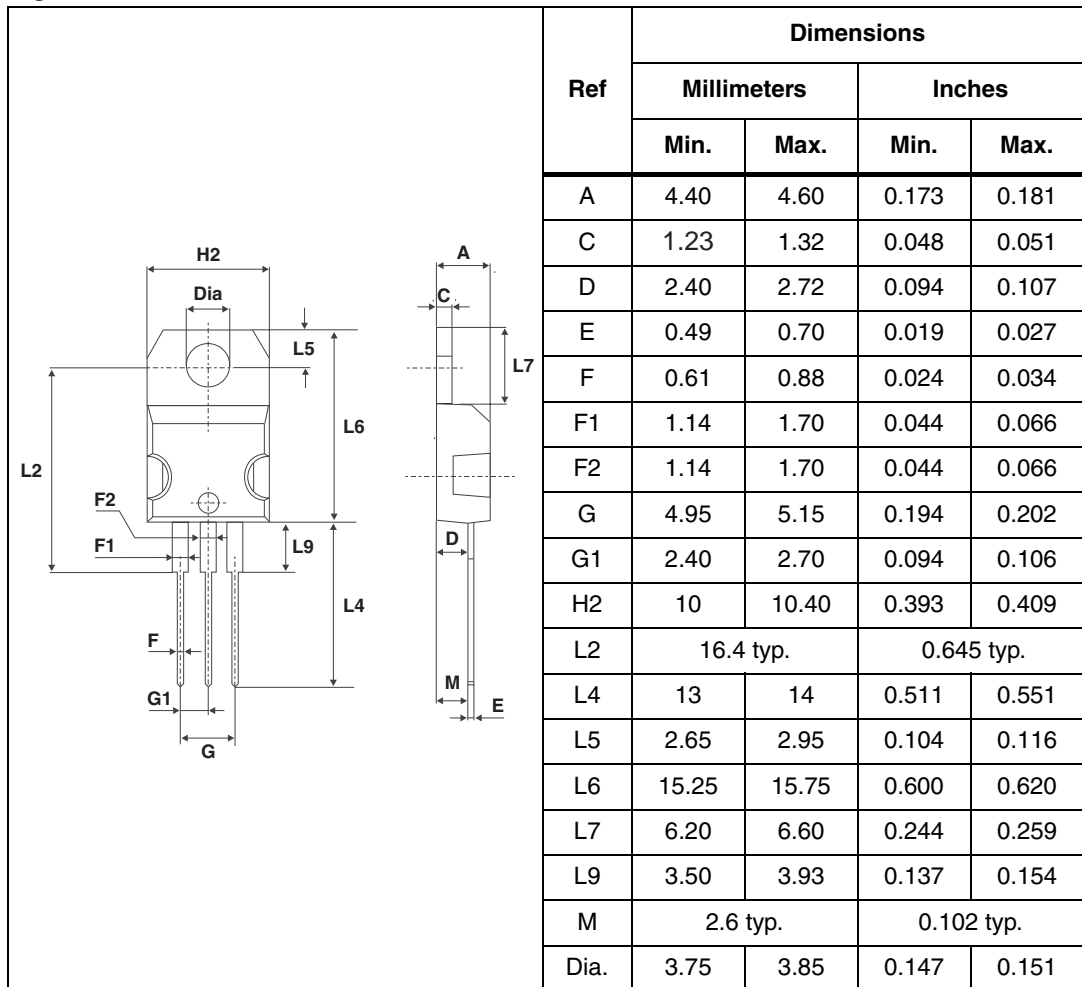 Dimensions
Ref Millimeters Inches
Min. Max. Min. Max.
A 4.40 4.60 0.173 0.181
C 1.23 1.32 0.048 0.051
D 2.40 2.72 0.094 0.107
E 0.49 0.70 0.019 0.027
F 0.61 0.88 0.024 0.034
F1 1.14 1.70 0.044 0.066
F2 1.14 1.70 0.044 0.066
G 4.95 5.15 0.194 0.202
G1 2.40 2.70 0.094 0.106
H2 10 10.40 0.393 0.409
L2 16.4 typ. 0.645 typ.
L4 13 14 0.511 0.551
L5 2.65 2.95 0.104 0.116
L6 15.25 15.75 0.600 0.620
L7 6.20 6.60 0.244 0.259
L9 3.50 3.93 0.137 0.154
M 2.6 typ. 0.102 typ.
Dia. 3.75 3.85 0.147 0.151
H2 A
Dia C
L5
L7
L6
L2
F2
F1 L9 D
L4
F
M
G1 E
G